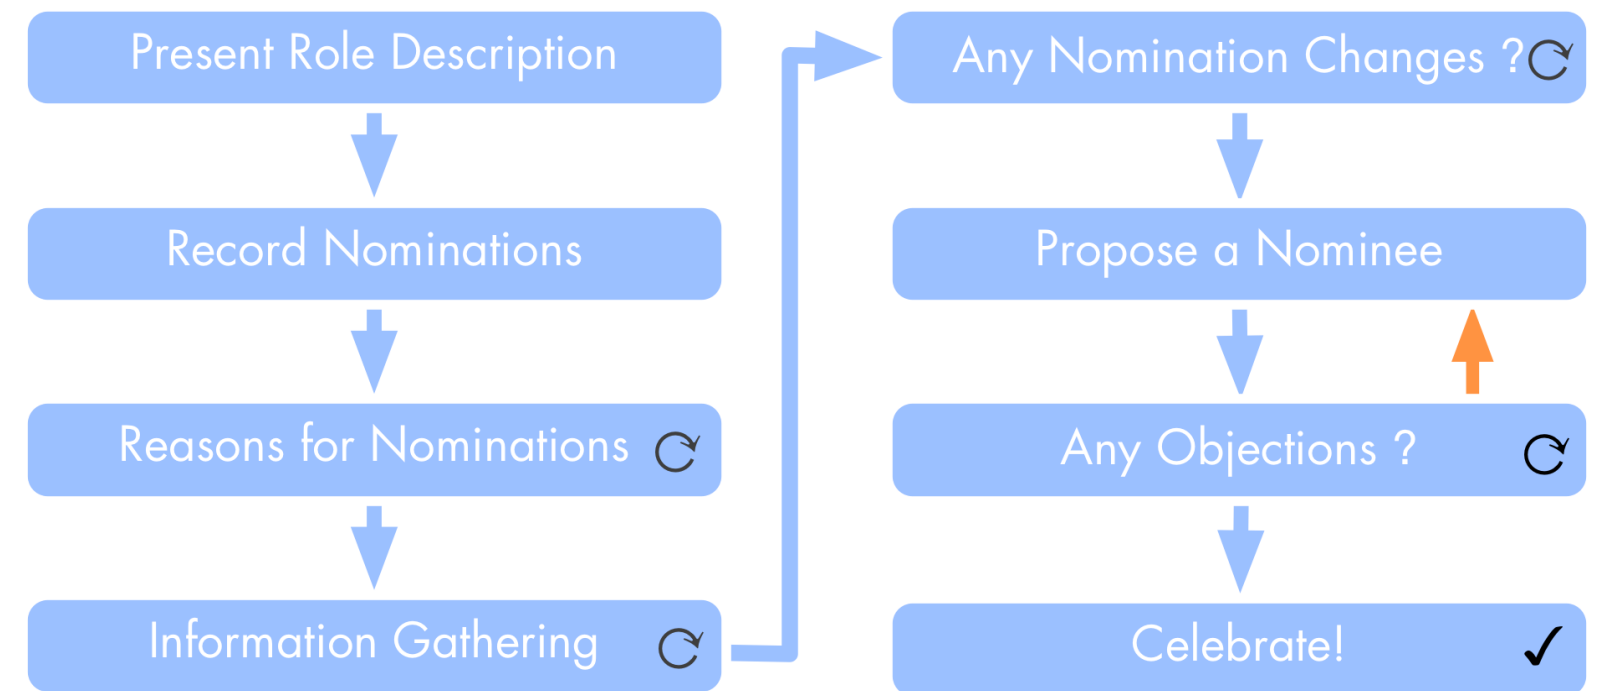 Present Role Description
Record Nominations
Reasons for Nominations
Information Gathering
Any Nomination Changes ?
Propose a Nominee
Any Objections ?
Celebrate!